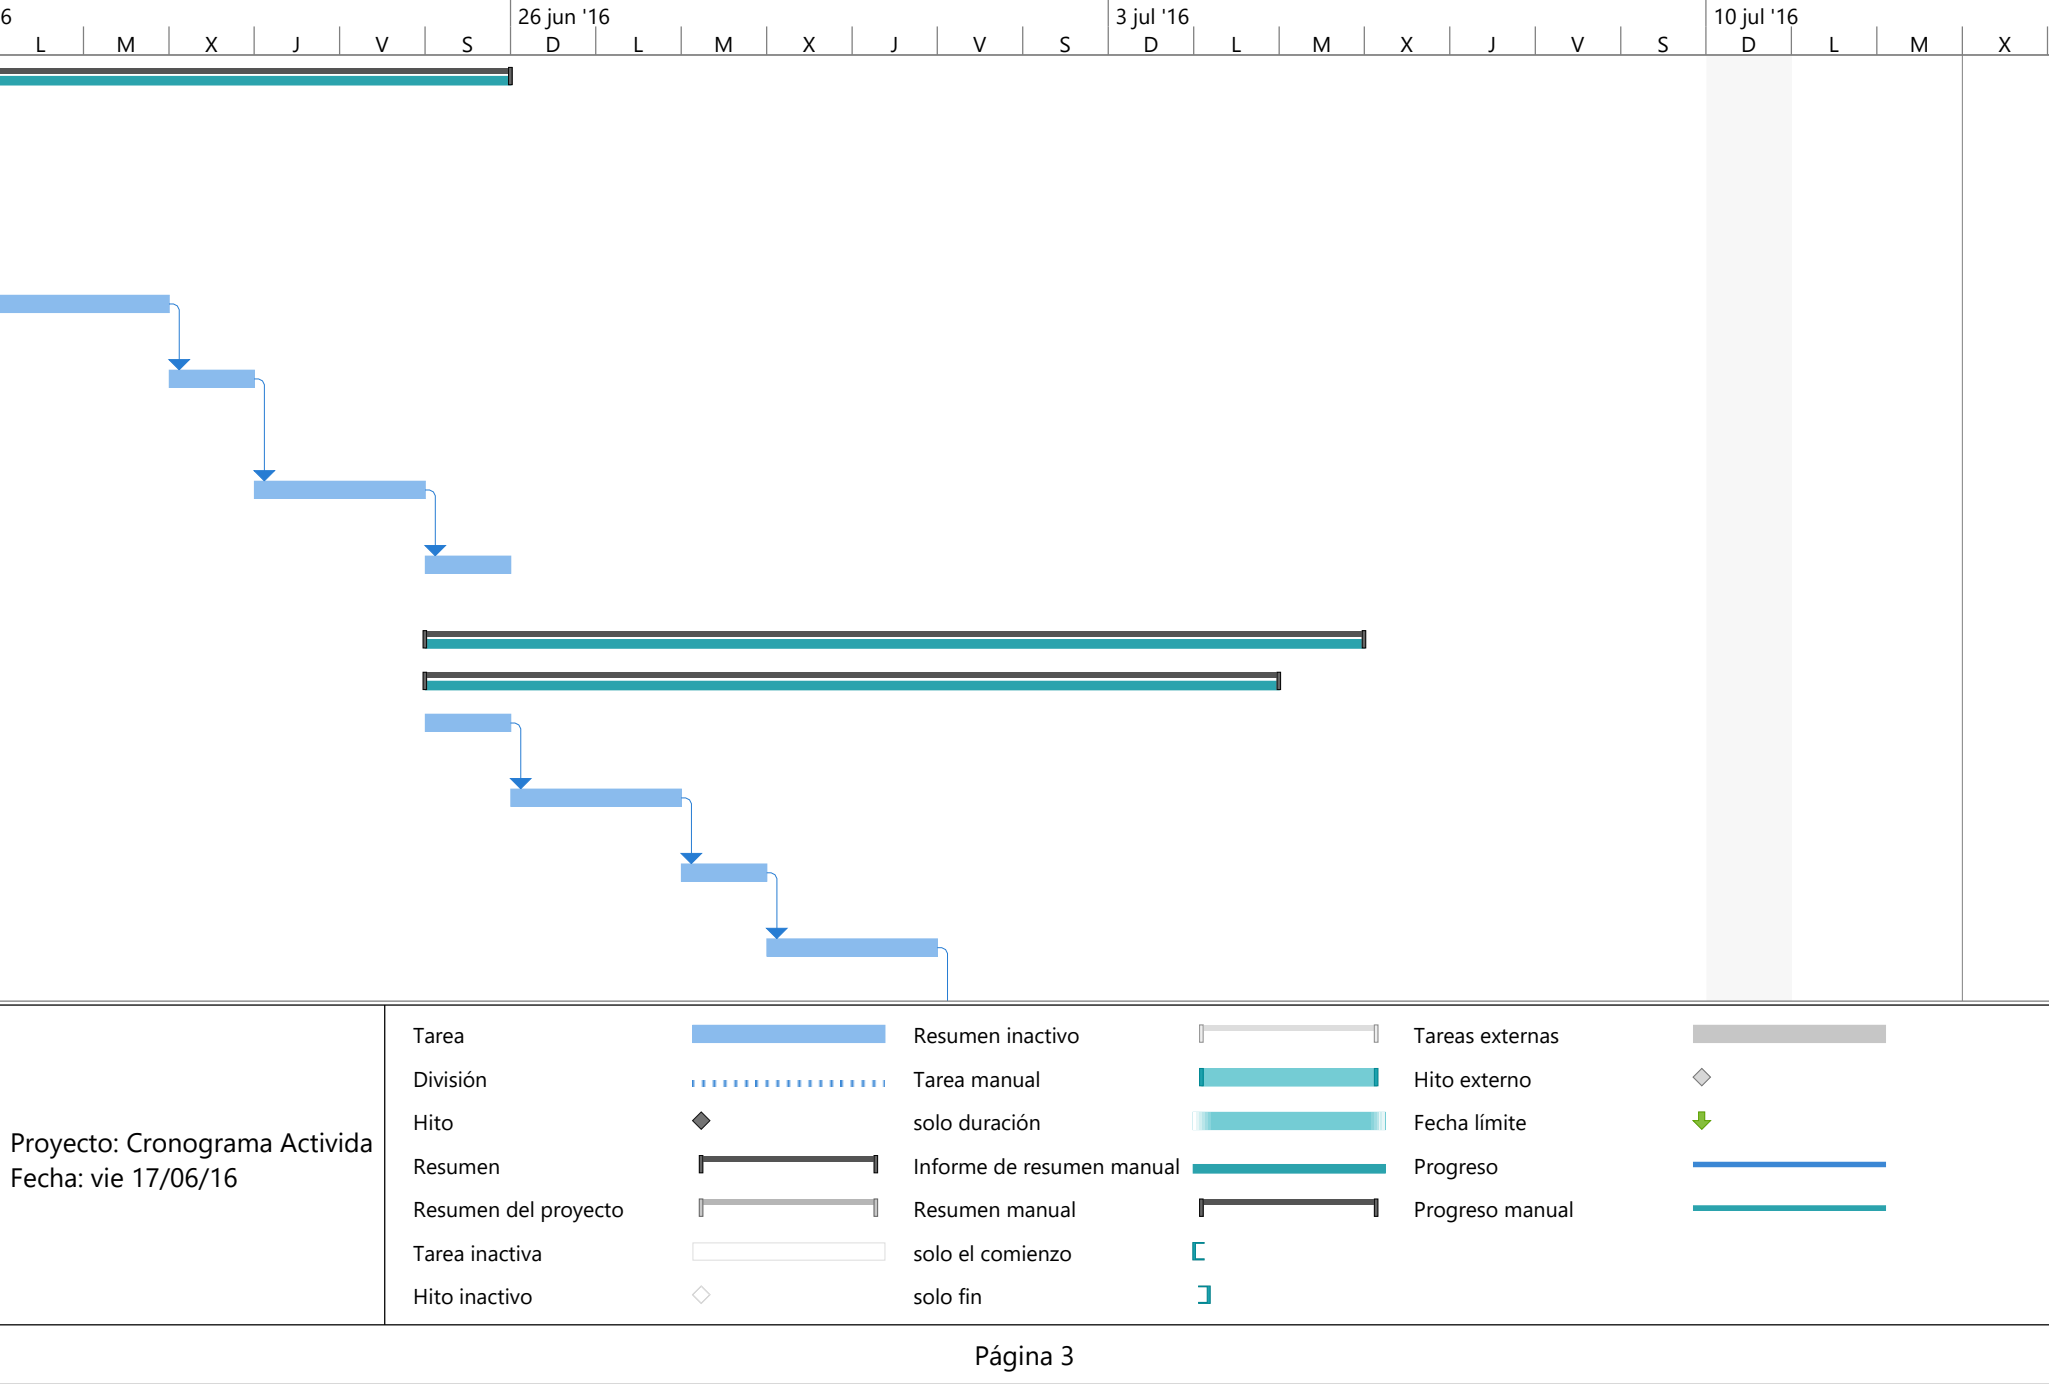 6 26 jun '16 3 jul '16 10 jul '16
L M X J V S D L M X J V S D L M X J V S D L M X
Tarea Resumen inactivo Tareas externas
División Tarea manual Hito externo
Hito solo duración Fecha límite
Proyecto: Cronograma Activida
Fecha: vie 17/06/16
Resumen Informe de resumen manual Progreso
Resumen del proyecto Resumen manual Progreso manual
Tarea inactiva solo el comienzo
Hito inactivo solo fin
Página 3